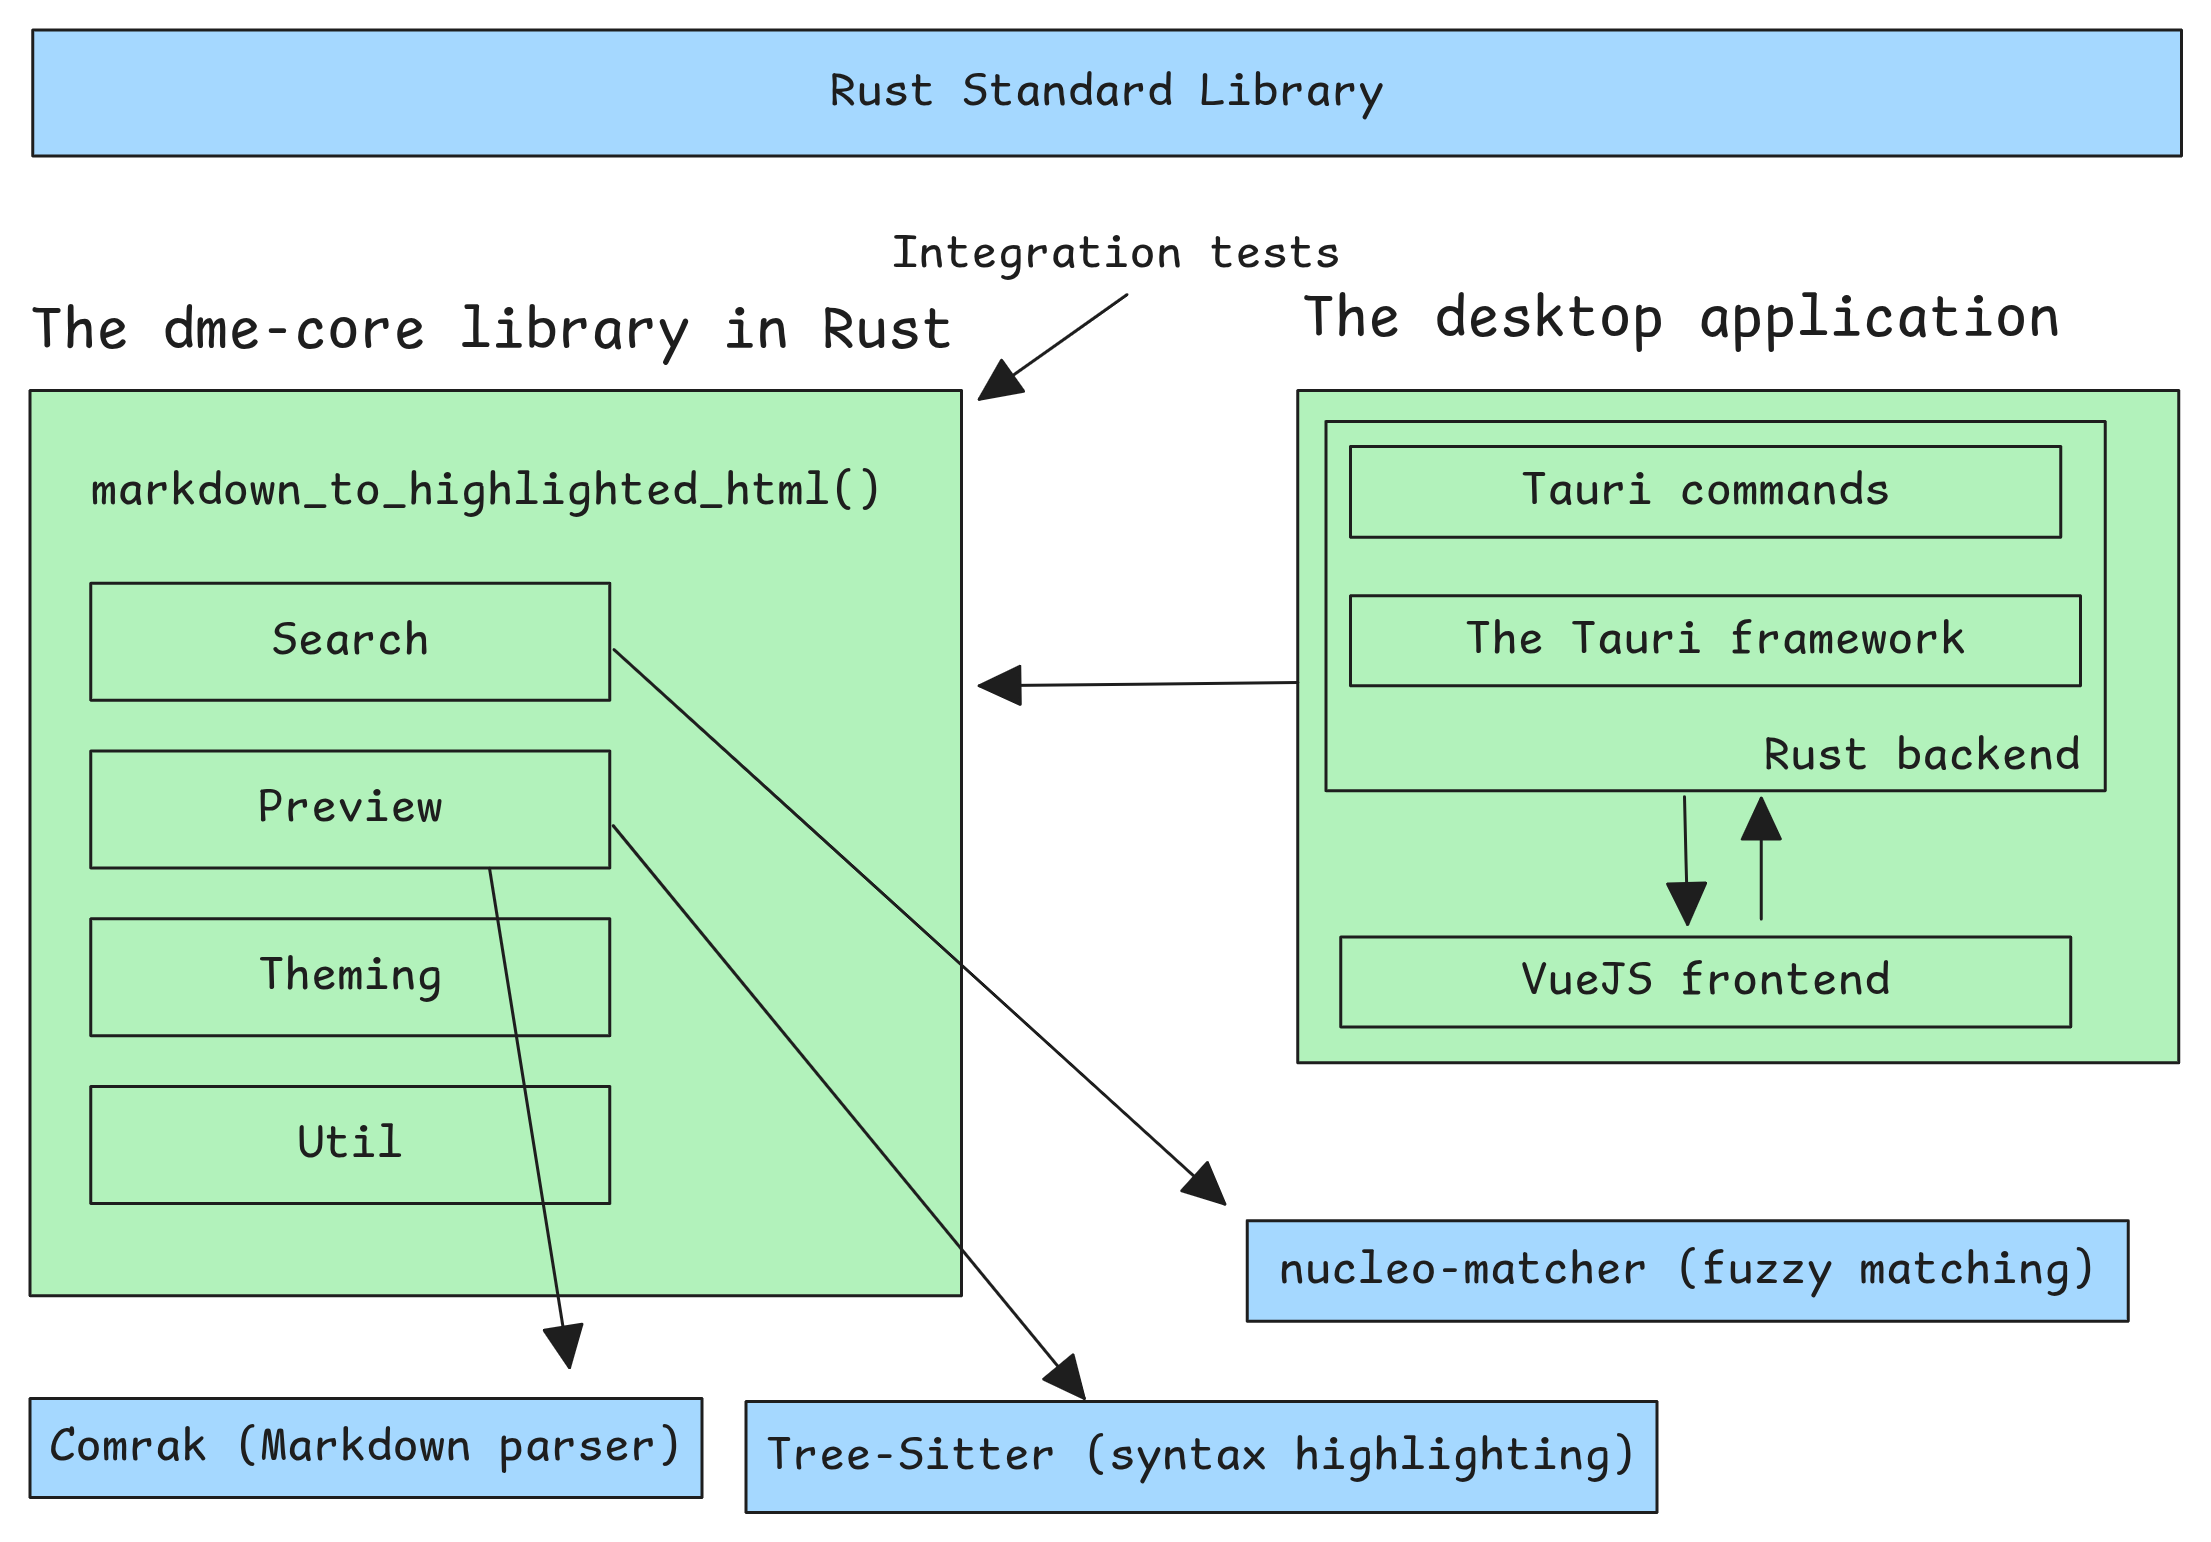 Rust Standard Library
Integration tests
The dme-core library in Rust
The desktop application
markdown_to_highlighted_html()
Search
Preview
Theming
Util
Tauri commands
The Tauri framework
Rust backend
VueJS frontend
nucleo-matcher (fuzzy matching)
Comrak (Markdown parser)
Tree-Sitter (syntax highlighting)